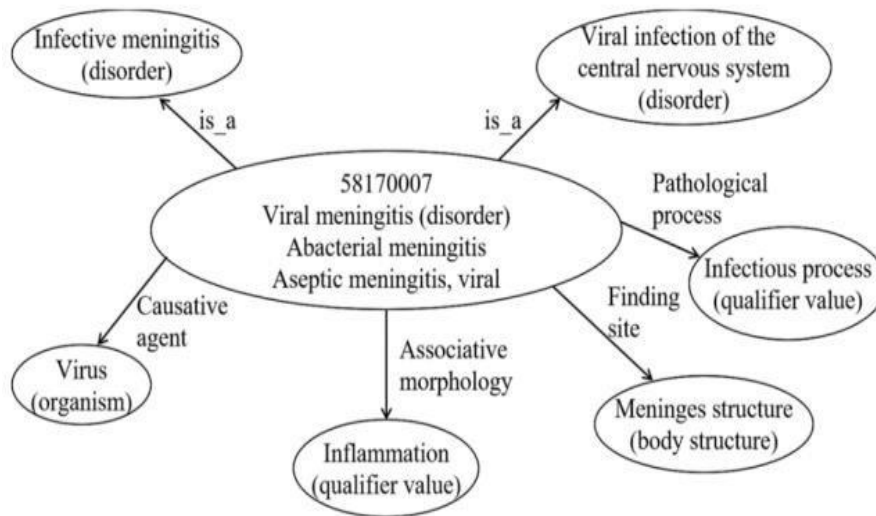 Infective meningitis
(disorder)
Viral infection of the
central nervous system
(disorder)
is_a
is_a
58170007
Viral meningitis (disorder)
Abacterial meningitis
Aseptic meningitis, viral
Pathological
process
Infectious process
(qualifier value)
Causative
agent
Finding
site
Virus
(organism)
Associative
morphology
Meninges structure
(body structure)
Inflammation
(qualifier value)